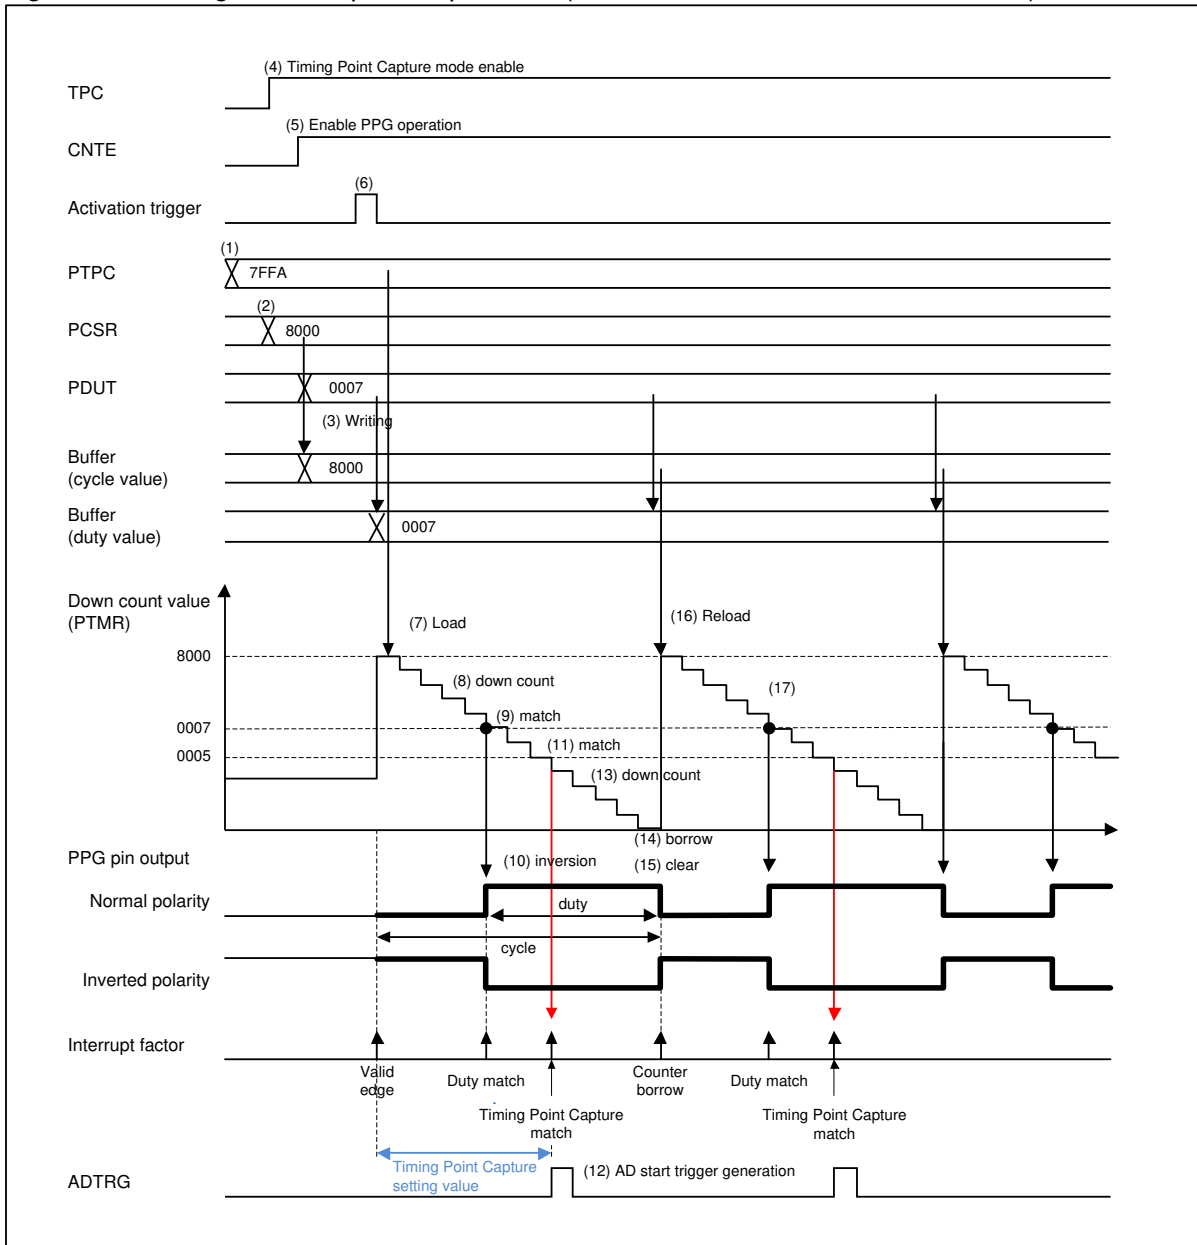 (4) Timing Point Capture mode enable
TPC
(5) Enable PPG operation
CNTE
(6)
Activation trigger
(1)
PTPC
7FFA
(2)
PCSR
8000
PDUT
0007
(3) Writing
Buffer
(cycle value)
8000
Buffer
(duty value)
0007
Down count value
(PTMR)
(7) Load
(16) Reload
8000
(8) down count
(17)
(9) match
0007
(11) match
0005
(13) down count
(14) borrow
PPG pin output
(10) inversion
(15) clear
Normal polarity
duty
cycle
Inverted polarity
Interrupt factor
Valid
edge
Duty match
Counter
borrow
Duty match
Timing Point Capture
match
Timing Point Capture
match
Timing Point Capture
setting value
(12) AD start trigger generation
ADTRG